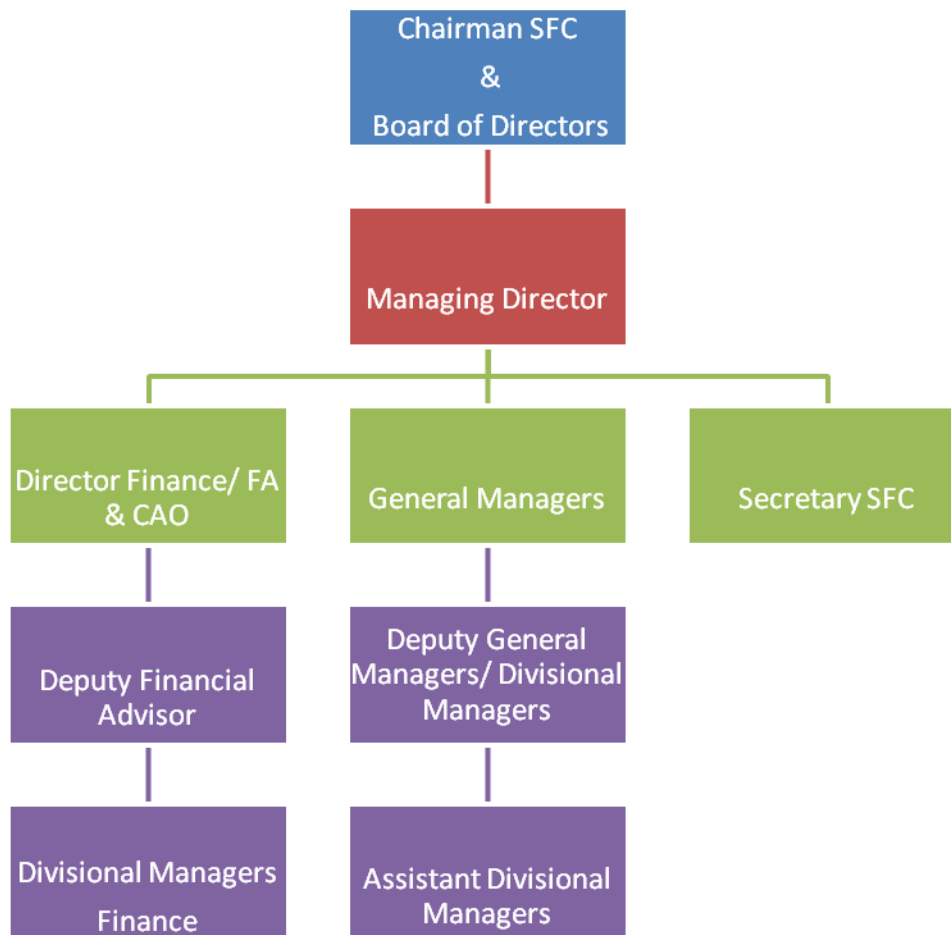 Chairman SFC
&
Board of Directors
Managing Director
Director Finance/ FA
& CAO
General Managers
Secretary SFC
Deputy Financial
Advisor
Deputy General
Managers/ Divisional
Managers
Divisional Managers
Finance
Assistant Divisional
Managers